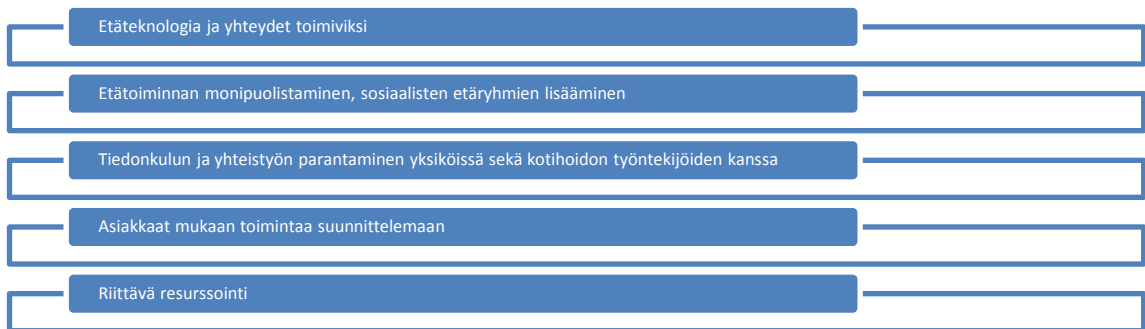 Etäteknologia ja yhteydet toimiviksi
Etätoiminnan monipuolistaminen, sosiaalisten etäryhmien lisääminen
Tiedonkulun ja yhteistyön parantaminen yksiköissä sekä kotihoidon työntekijöiden kanssa
Asiakkaat mukaan toimintaa suunnittelemaan
Riittävä resurssointi